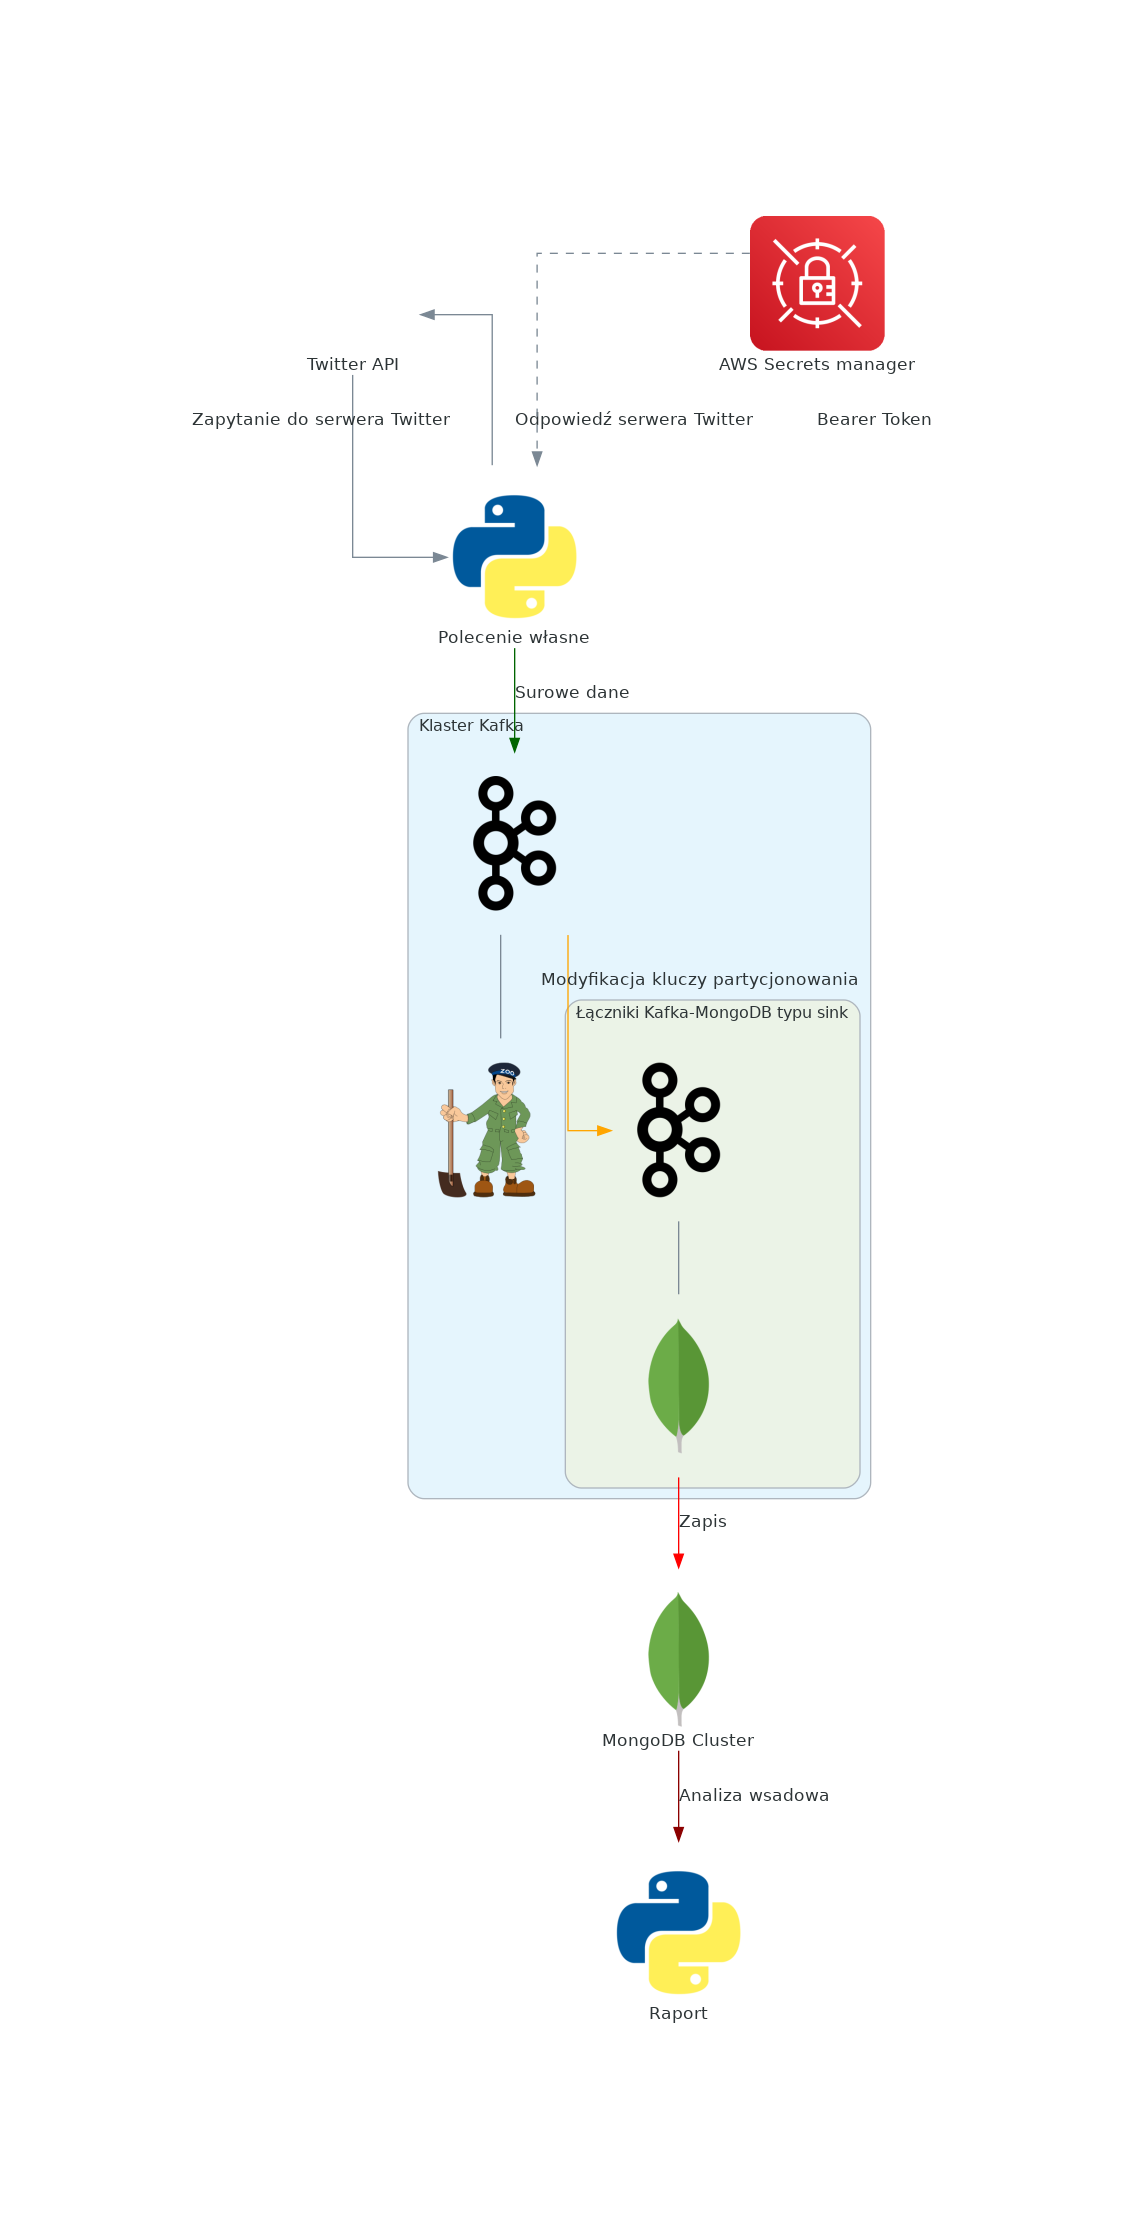 Twitter API
AWS Secrets manager
Zapytanie do serwera Twitter
Odpowiedź serwera Twitter
Bearer Token
Polecenie własne
Surowe dane
Klaster Kafka
Modyfikacja kluczy partycjonowania
Łączniki Kafka-MongoDB typu sink
ZOO
Zapis
MongoDB Cluster
Analiza wsadowa
Raport